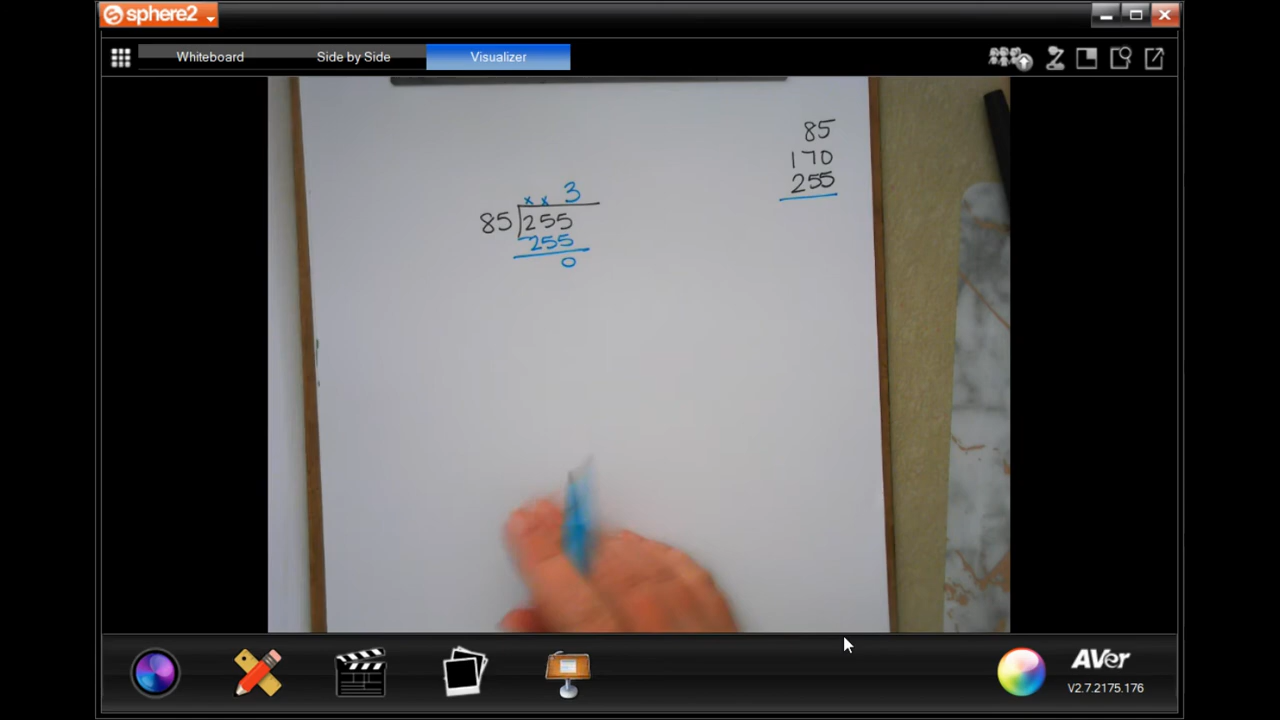 sphere2
Whiteboard Side by Side Visualizer
85
170
255
x x 3
85 255
255
0
AVer
V2.7.2175.176